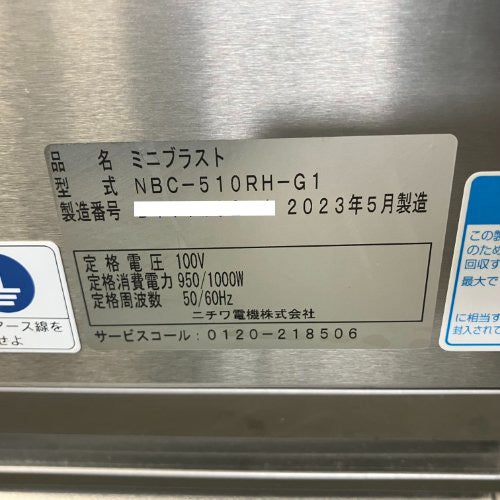 品名 ミニブラスト
型式 NBC-510RH-G1
製造番号 2023年5月製造
定格電圧 100V
定格消費電力 950/1000W
定格周波数 50/60Hz
ニチワ電機株式会社
サービスコール:0120-218506
アース線を
せよ
この製
のため
回収す
最大で
に相当す
封入されて